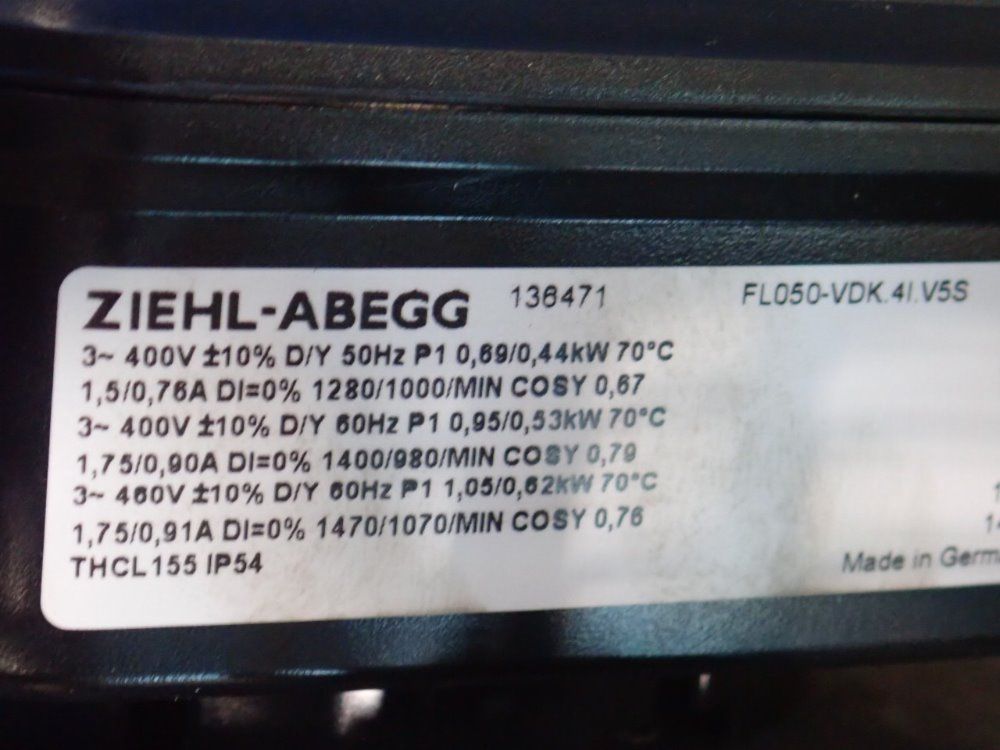 ZIEHL-ABEGG 136471 FL050-VDK.4I.V5S
3~ 400V ±10% D/Y 50Hz P1 0,69/0,44kW 70°C
1,5/0,76A DI=0% 1280/1000/MIN COSY 0,67
3~ 400V ±10% D/Y 60Hz P1 0,95/0,53kW 70°C
1,75/0,90A DI=0% 1400/980/MIN COSY 0,79
3~ 460V ±10% D/Y 60Hz P1 1,05/0,62kW 70°C
1,75/0,91A DI=0% 1470/1070/MIN COSY 0,76
THCL155 IP54
Made in Germ